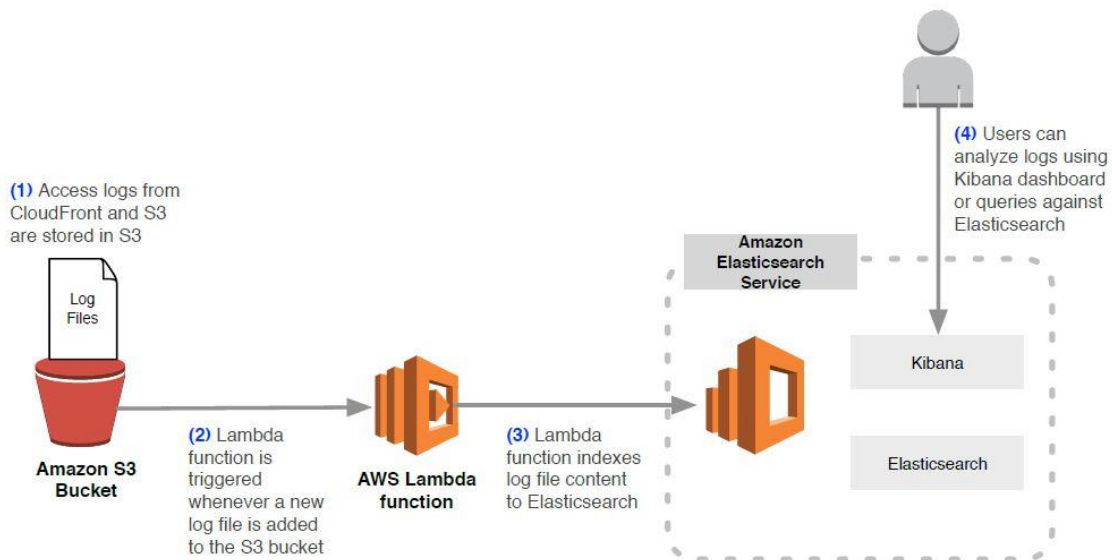 (1) Access logs from
CloudFront and S3
are stored in S3
Log
Files
Amazon S3
Bucket
(2) Lambda
function is
triggered
whenever a new
log file is added
to the S3 bucket
AWS Lambda
function
(3) Lambda
function indexes
log file content
to Elasticsearch
Amazon
Elasticsearch
Service
(4) Users can
analyze logs using
Kibana dashboard
or queries against
Elasticsearch
Kibana
Elasticsearch